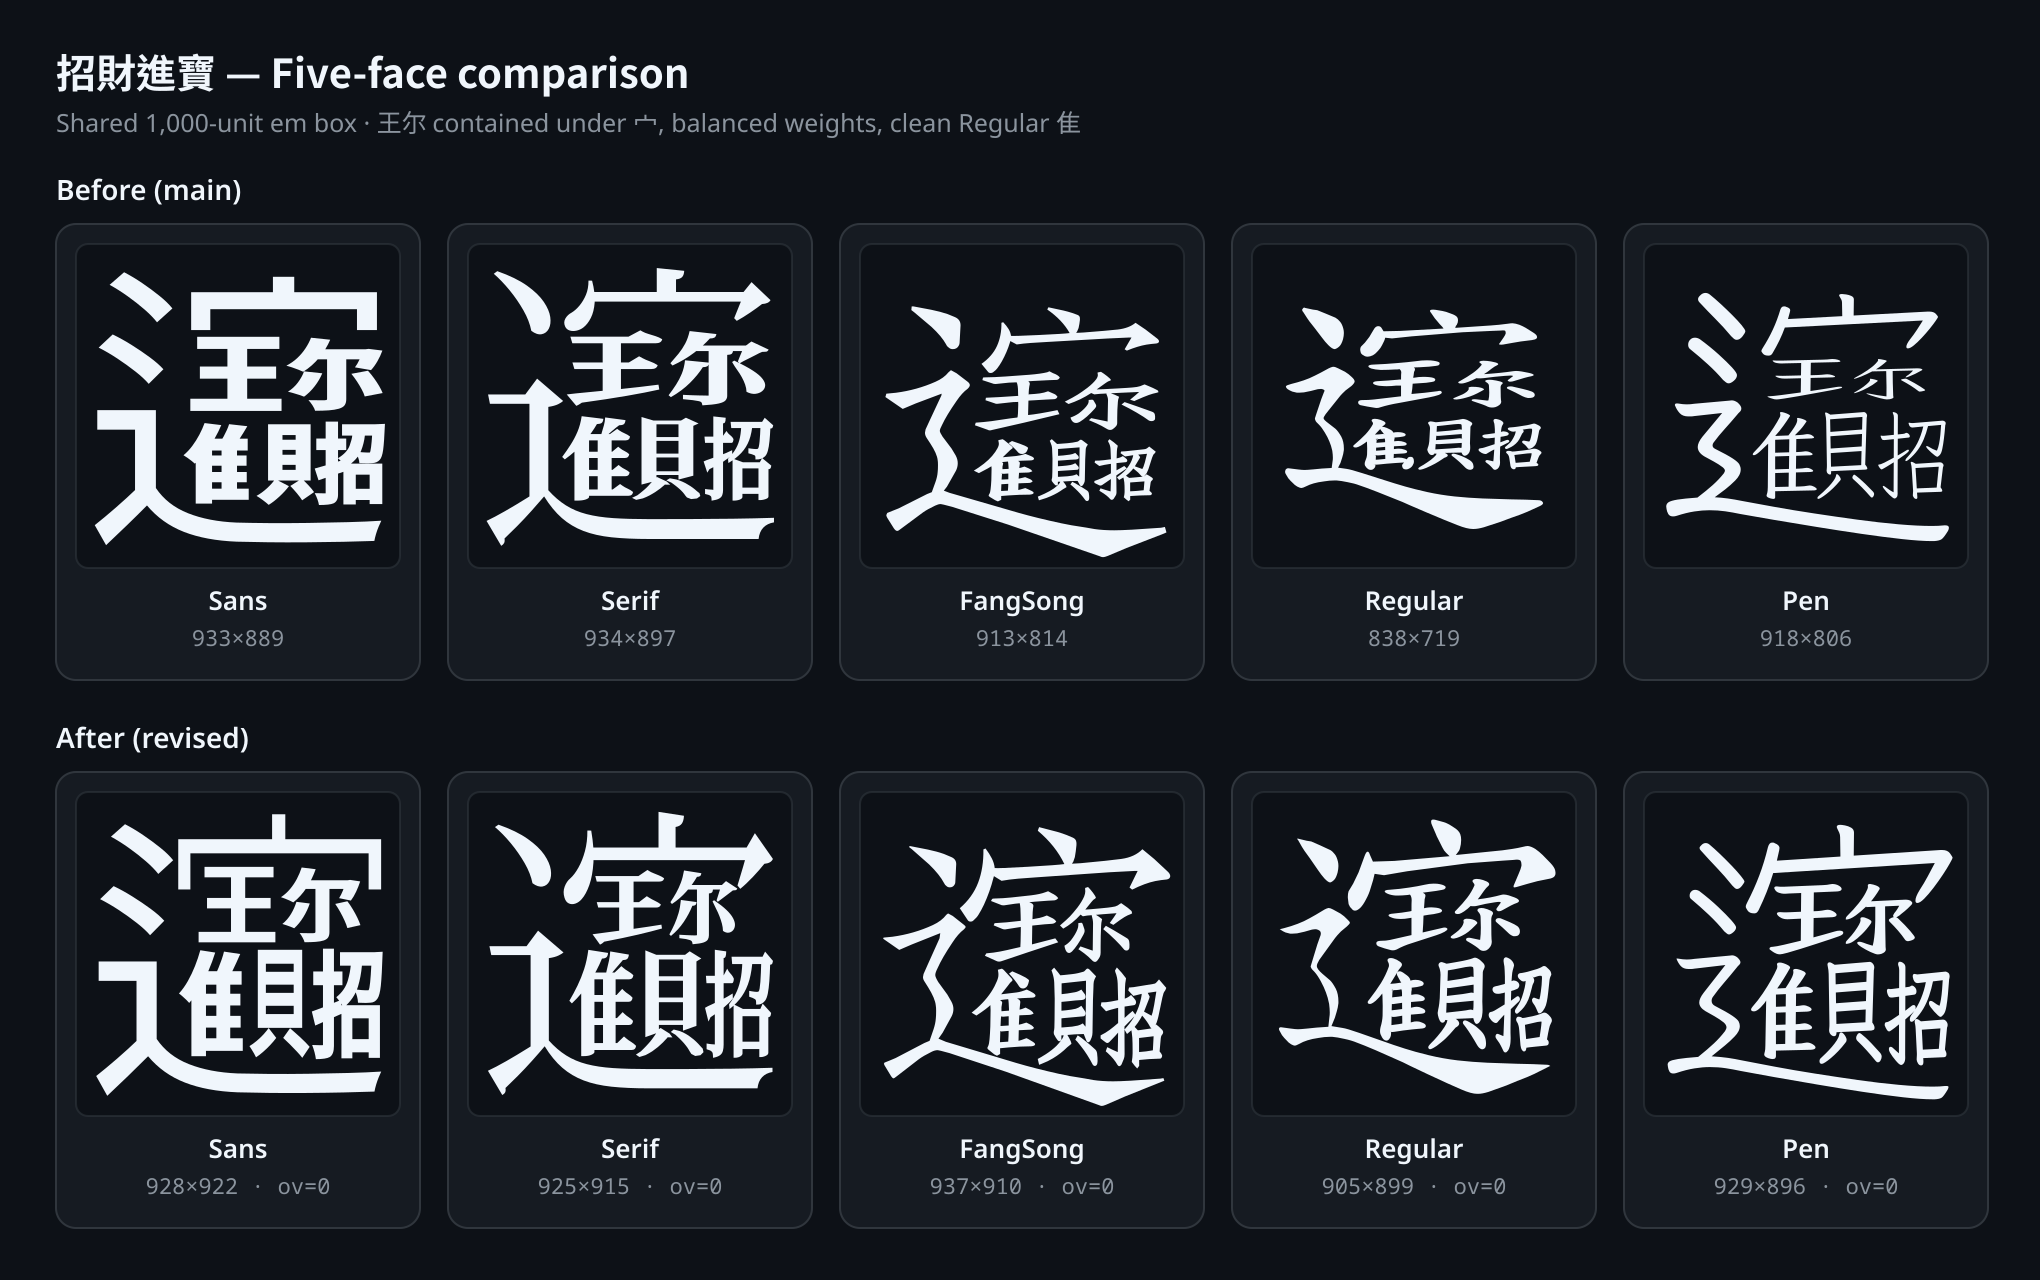 招財進寶 — Five-face comparison
Shared 1,000-unit em box · 王尔 contained under 宀, balanced weights, clean Regular 隹
Before (main)
Sans
933×889
Serif
934×897
FangSong
913×814
Regular
838×719
Pen
918×806
After (revised)
Sans
928×922 · ov=0
Serif
925×915 · ov=0
FangSong
937×910 · ov=0
Regular
905×899 · ov=0
Pen
929×896 · ov=0